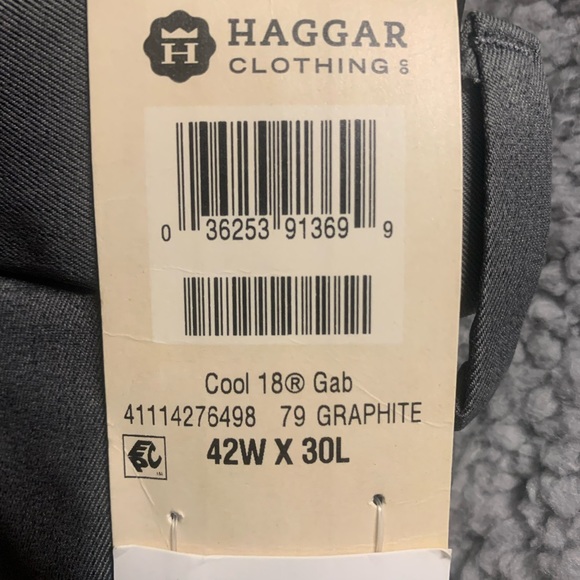 H HAGGAR
CLOTHING CO
0 36253 91369 9
Cool 18® Gab
41114276498 79 GRAPHITE
42W X 30L